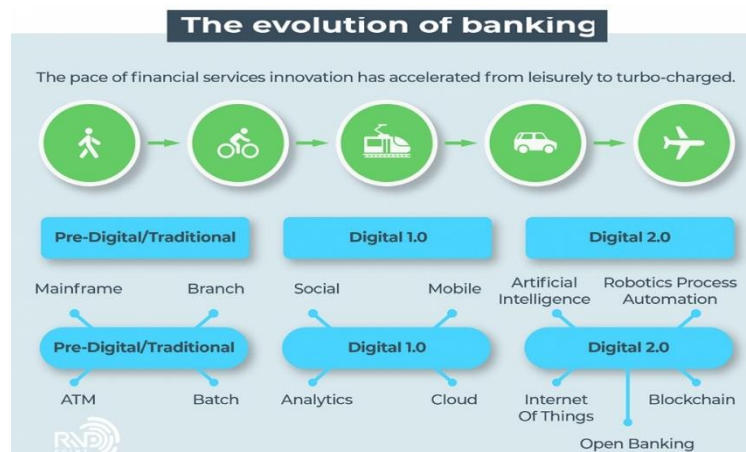 The evolution of banking
The pace of financial services innovation has accelerated from leisurely to turbo-charged.
Pre-Digital/Traditional
Digital 1.0
Digital 2.0
Mainframe
Branch
Social
Mobile
Artificial
Intelligence
Robotics Process
Automation
Pre-Digital/Traditional
Digital 1.0
Digital 2.0
ATM
Batch
Analytics
Cloud
Internet
Of Things
Blockchain
Open Banking